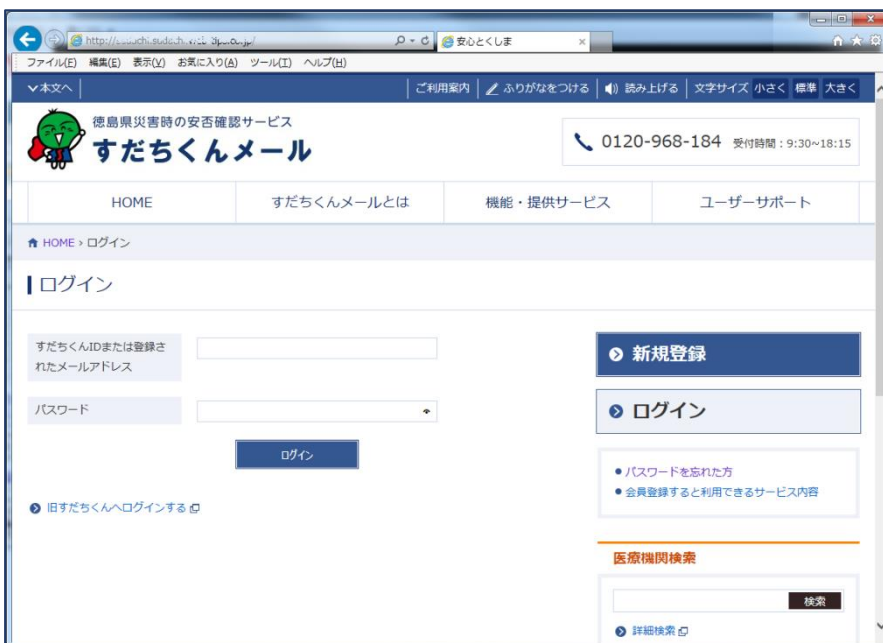 安心とくしま
ファイル(F) 編集(E) 表示(V) お気に入り(A) ツール(T) ヘルプ(H)
本文へ
ご利用案内 ふりがなをつける 読み上げる 文字サイズ 小さく 標準 大きく
徳島県災害時の安否確認サービス
すだちくんメール
0120-968-184 受付時間：9:30~18:15
HOME すだちくんメールとは 機能・提供サービス ユーザーサポート
HOME › ログイン
ログイン
すだちくんIDまたは登録さ
れたメールアドレス
パスワード
ログイン
旧すだちくんへログインする
新規登録
ログイン
パスワードを忘れた方
会員登録すると利用できるサービス内容
医療機関検索
検索
詳細検索